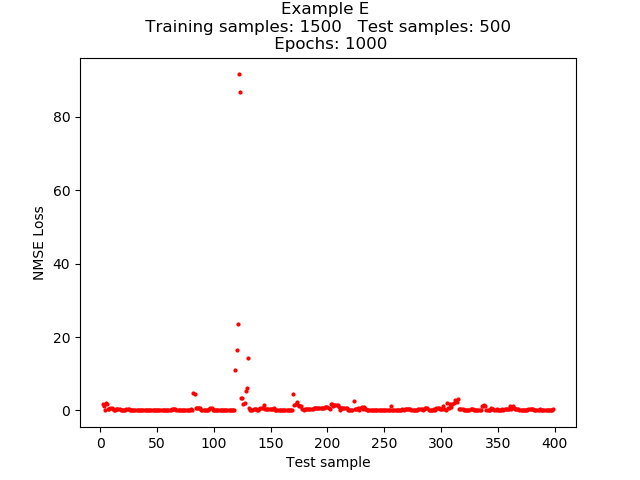 Example E
Training samples: 1500   Test samples: 500
Epochs: 1000
NMSE Loss
80
60
40
20
0
0 50 100 150 200 250 300 350 400
Test sample